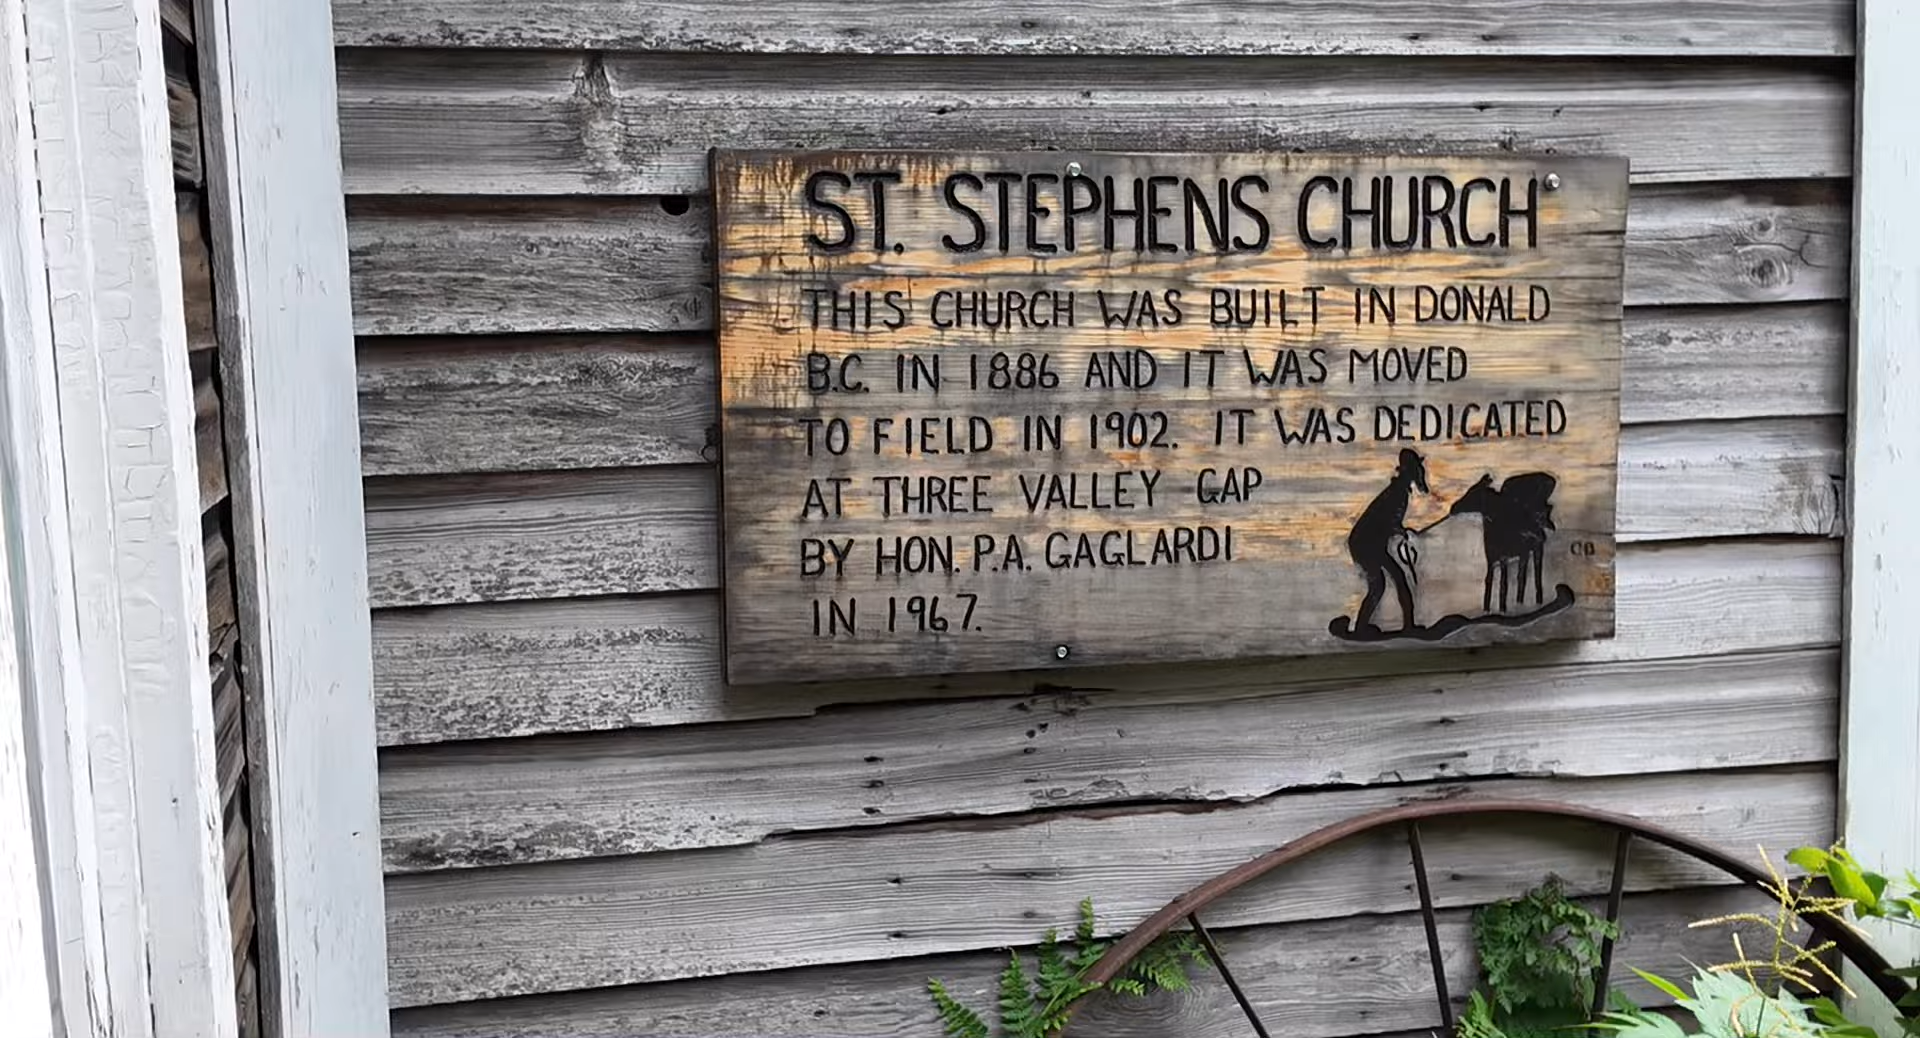 ST. STEPHENS CHURCH
THIS CHURCH WAS BUILT IN DONALD
B.C. IN 1886 AND IT WAS MOVED
TO FIELD IN 1902. IT WAS DEDICATED
AT THREE VALLEY GAP
BY HON. P.A. GAGLARDI
IN 1967.